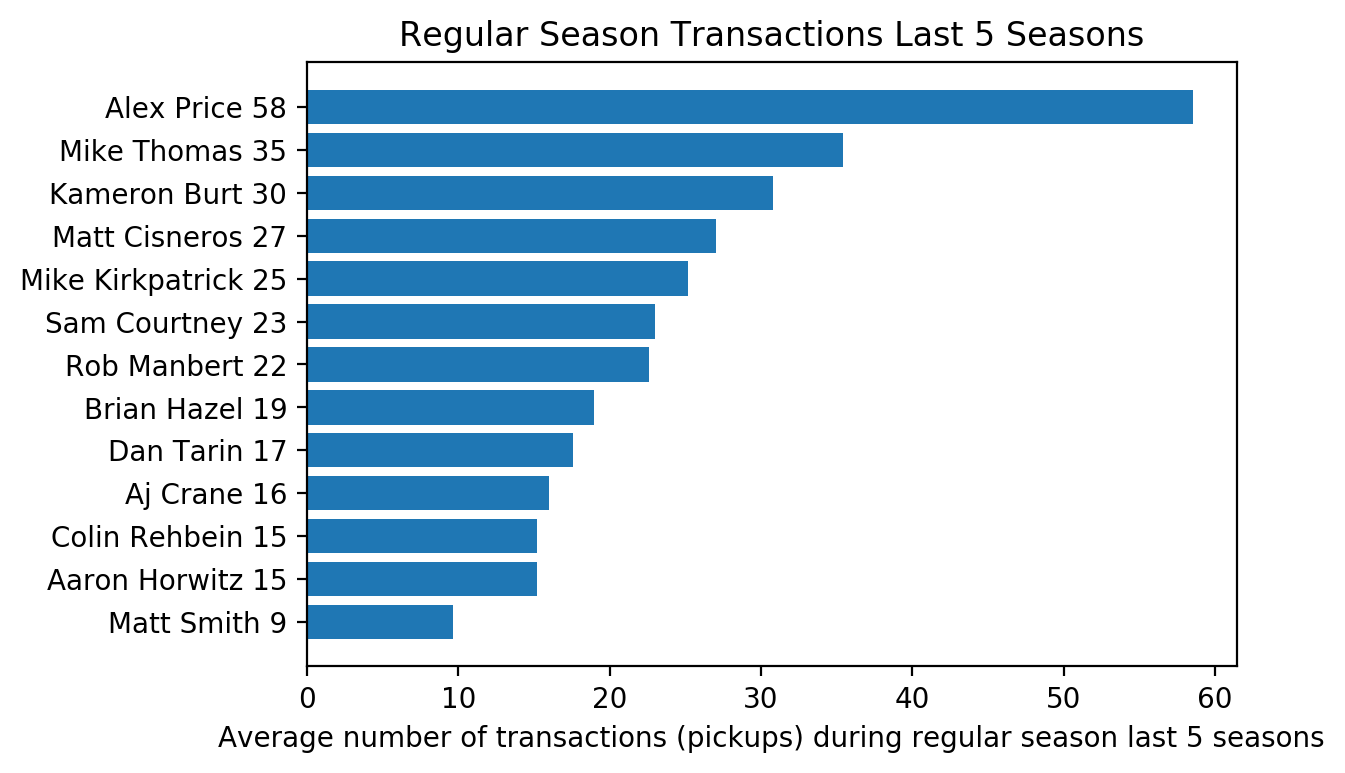 Regular Season Transactions Last 5 Seasons
Alex Price 58
Mike Thomas 35
Kameron Burt 30
Matt Cisneros 27
Mike Kirkpatrick 25
Sam Courtney 23
Rob Manbert 22
Brian Hazel 19
Dan Tarin 17
Aj Crane 16
Colin Rehbein 15
Aaron Horwitz 15
Matt Smith 9
0 10 20 30 40 50 60
Average number of transactions (pickups) during regular season last 5 seasons